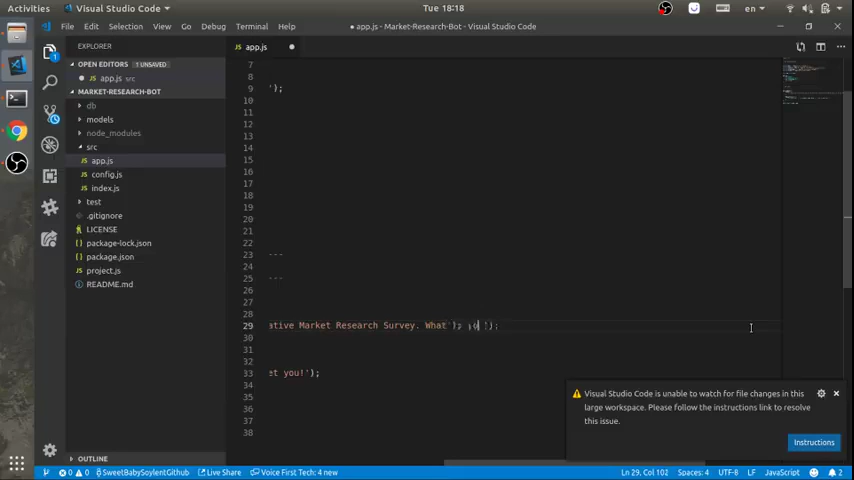 Activities Visual Studio Code Tue 18:18 en
File Edit Selection View Go Debug Terminal Help ● app.js - Market-Research-Bot - Visual Studio Code
EXPLORER
app.js
OPEN EDITORS 1 UNSAVED
app.js src
MARKET-RESEARCH-BOT
db
models
node_modules
src
app.js
config.js
index.js
test
.gitignore
LICENSE
package-lock.json
package.json
project.js
README.md
OUTLINE
7
8
9 ');
10
11
12
13
14
15
16
17
18
19
20
21
22
23 ---
24
25 ---
26
27
28
29 ative Market Research Survey. What
30
31
32
33 et you!');
34
35
36
37
38
Visual Studio Code is unable to watch for file changes in this
large workspace. Please follow the instructions link to resolve
this issue.
Instructions
0 0 SweetBabySoylentGithub Live Share Voice First Tech: 4 new Ln 29, Col 102 Spaces: 4 UTF-8 LF JavaScript 2